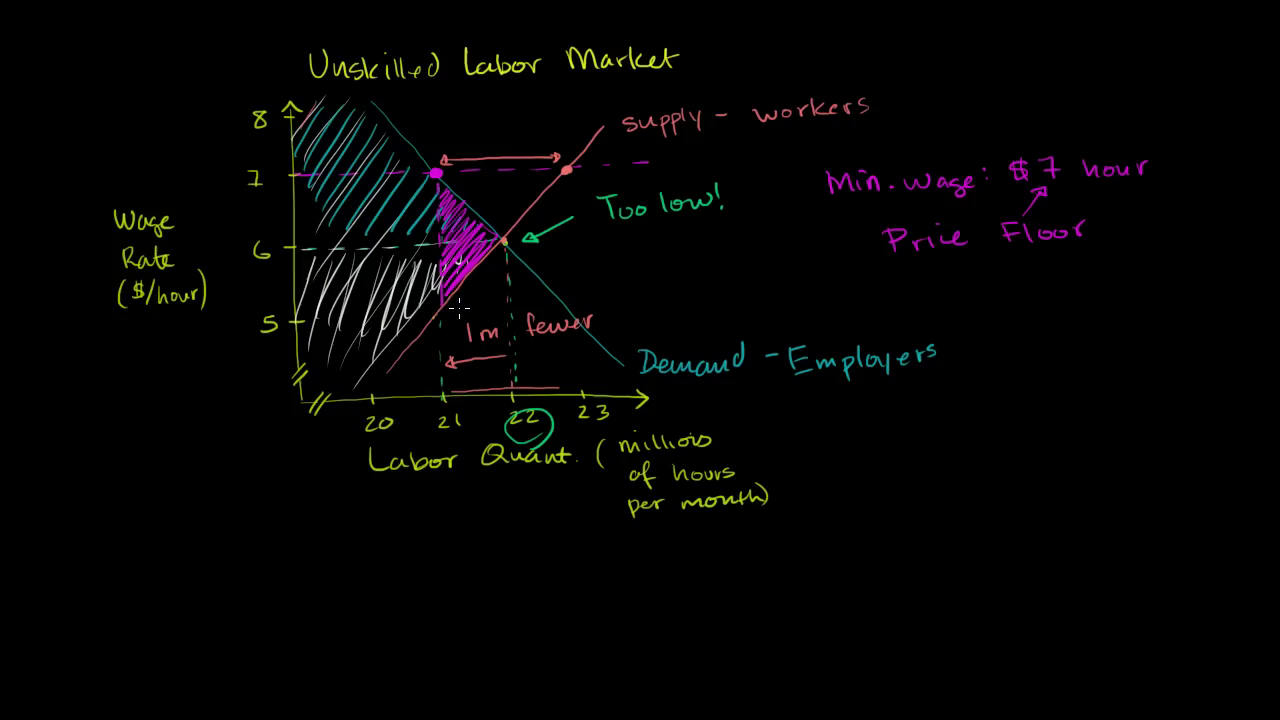 Unskilled Labor Market
8
7
6
5
Wage
Rate
($/hour)
supply - workers
Too low!
Min. wage: $7 hour
Price Floor
1m fewer
Demand - Employers
20
21
22
23
Labor Quant. (millions
of hours
per month)